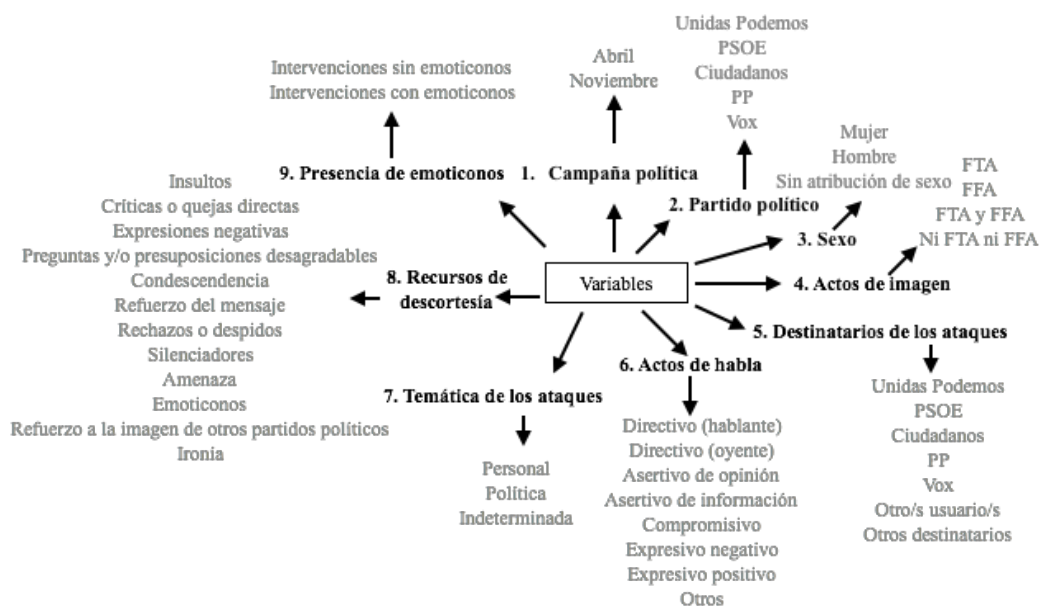 Variables
1. Campaña política
Abril
Noviembre
2. Partido político
Unidas Podemos
PSOE
Ciudadanos
PP
Vox
3. Sexo
Mujer
Hombre
Sin atribución de sexo
4. Actos de imagen
FTA
FFA
FTA y FFA
Ni FTA ni FFA
5. Destinatarios de los ataques
Unidas Podemos
PSOE
Ciudadanos
PP
Vox
Otro/s usuario/s
Otros destinatarios
6. Actos de habla
Directivo (hablante)
Directivo (oyente)
Asertivo de opinión
Asertivo de información
Compromisivo
Expresivo negativo
Expresivo positivo
Otros
7. Temática de los ataques
Personal
Política
Indeterminada
8. Recursos de
descortesía
Insultos
Críticas o quejas directas
Expresiones negativas
Preguntas y/o presuposiciones desagradables
Condescendencia
Refuerzo del mensaje
Rechazos o despidos
Silenciadores
Amenaza
Emoticonos
Refuerzo a la imagen de otros partidos políticos
Ironía
9. Presencia de emoticonos
Intervenciones sin emoticonos
Intervenciones con emoticonos